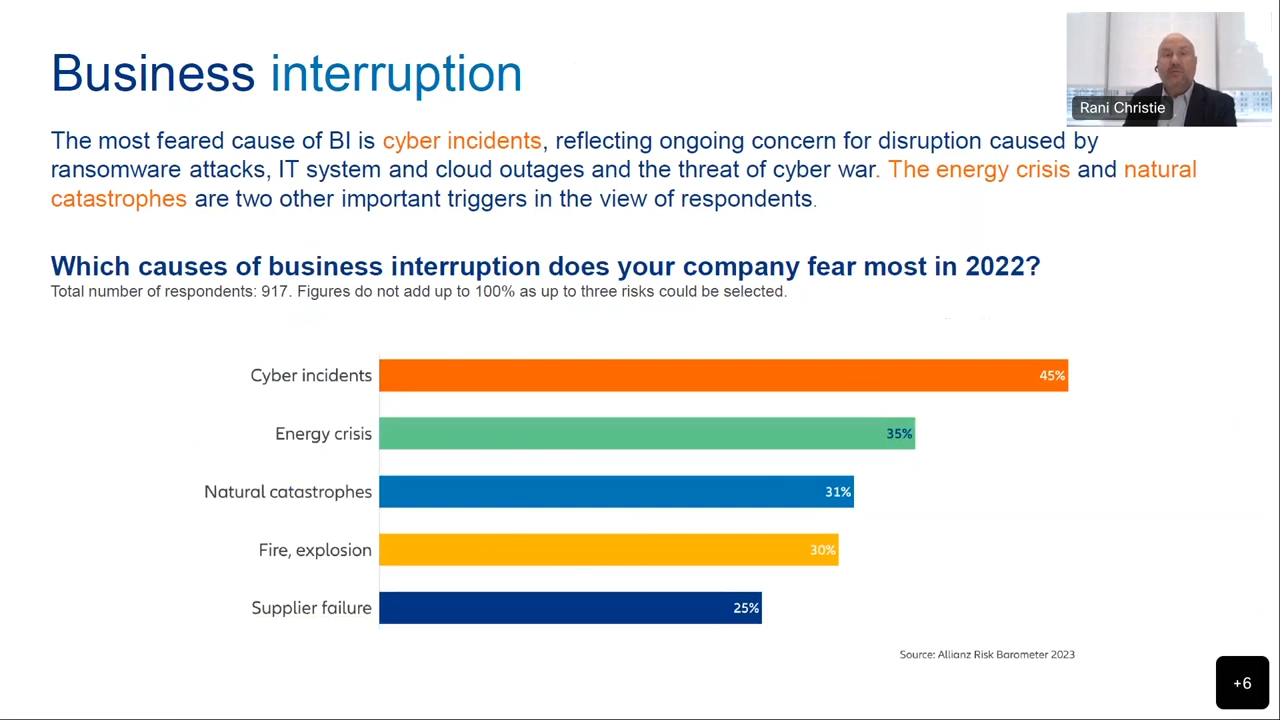 Business interruption
Rani Christie
The most feared cause of BI is cyber incidents, reflecting ongoing concern for disruption caused by
ransomware attacks, IT system and cloud outages and the threat of cyber war. The energy crisis and natural
catastrophes are two other important triggers in the view of respondents.
Which causes of business interruption does your company fear most in 2022?
Total number of respondents: 917. Figures do not add up to 100% as up to three risks could be selected.
Cyber incidents 45%
Energy crisis 35%
Natural catastrophes 31%
Fire, explosion 30%
Supplier failure 25%
Source: Allianz Risk Barometer 2023
+6